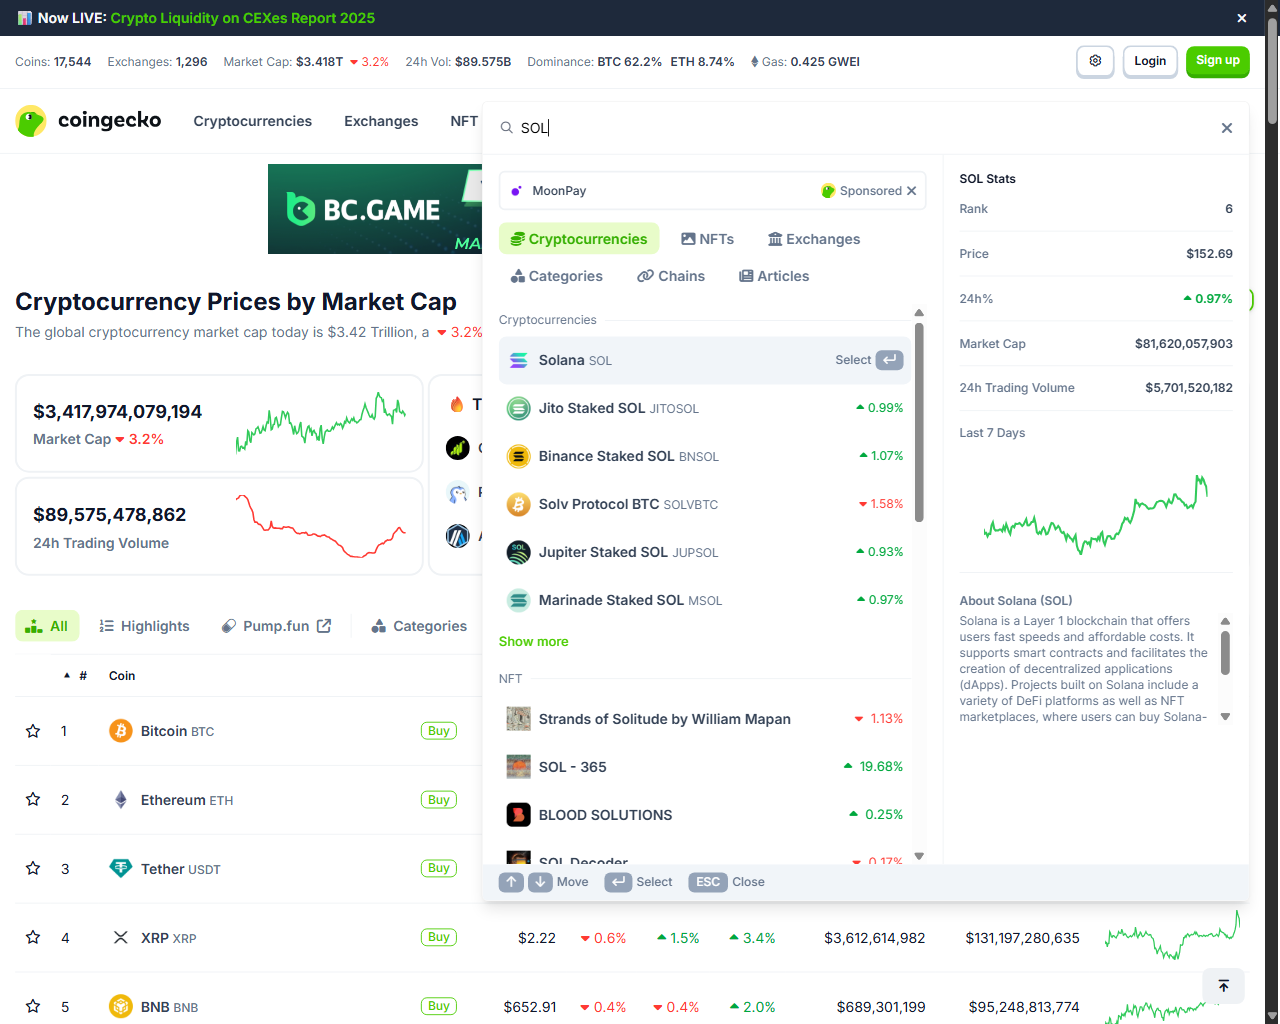 Now LIVE: Crypto Liquidity on CEXes Report 2025
Coins: 17,544 Exchanges: 1,296 Market Cap: $3.418T 3.2% 24h Vol: $89.575B Dominance: BTC 62.2% ETH 8.74% Gas: 0.425 GWEI
Login
Sign up
coingecko
Cryptocurrencies Exchanges NFT
SOL
BC.GAME
MA
MoonPay
Sponsored
Cryptocurrencies NFTs Exchanges
Categories Chains Articles
Cryptocurrencies
Solana SOL Select
Jito Staked SOL JITOSOL 0.99%
Binance Staked SOL BNSOL 1.07%
Solv Protocol BTC SOLVBTC 1.58%
Jupiter Staked SOL JUPSOL 0.93%
Marinade Staked SOL MSOL 0.97%
Show more
NFT
Strands of Solitude by William Mapan 1.13%
SOL - 365 19.68%
BLOOD SOLUTIONS 0.25%
SOL Decoder 0.17%
Move Select ESC Close
SOL Stats
Rank 6
Price $152.69
24h% 0.97%
Market Cap $81,620,057,903
24h Trading Volume $5,701,520,182
Last 7 Days
About Solana (SOL)
Solana is a Layer 1 blockchain that offers
users fast speeds and affordable costs. It
supports smart contracts and facilitates the
creation of decentralized applications
(dApps). Projects built on Solana include a
variety of DeFi platforms as well as NFT
marketplaces, where users can buy Solana-
Cryptocurrency Prices by Market Cap
The global cryptocurrency market cap today is $3.42 Trillion, a 3.2%
$3,417,974,079,194
Market Cap 3.2%
$89,575,478,862
24h Trading Volume
All Highlights Pump.fun Categories
# Coin
1 Bitcoin BTC Buy
2 Ethereum ETH Buy
3 Tether USDT Buy
4 XRP XRP Buy $2.22 0.6% 1.5% 3.4% $3,612,614,982 $131,197,280,635
5 BNB BNB Buy $652.91 0.4% 0.4% 2.0% $689,301,199 $95,248,813,774